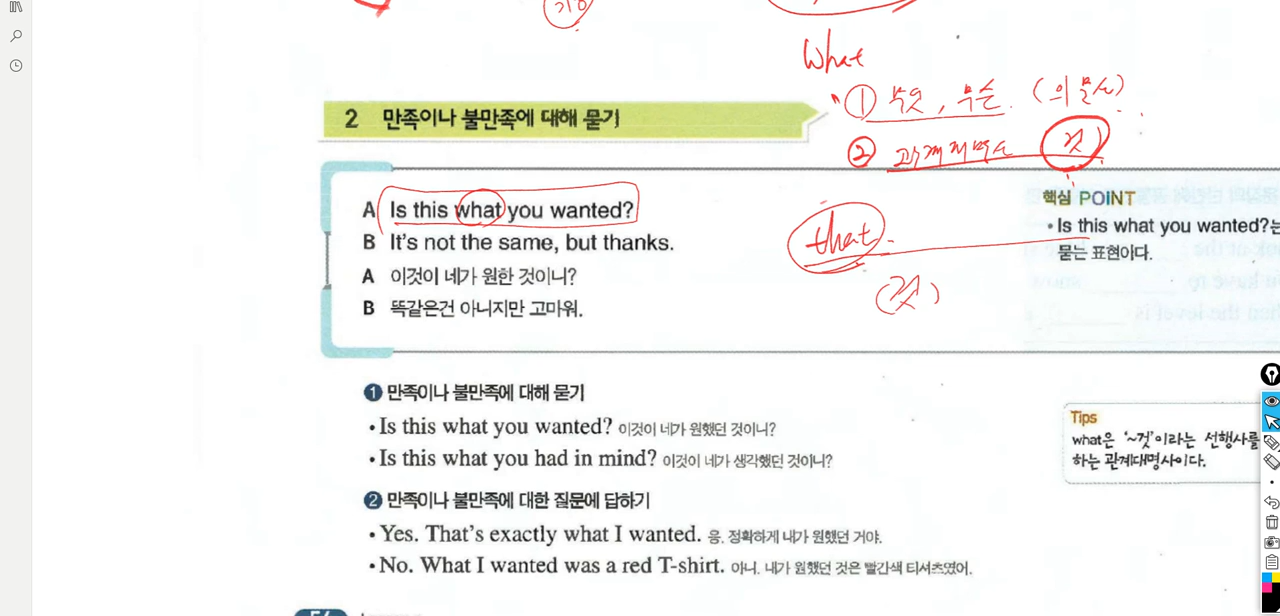 What
① 무엇, 무슨. (의문사)
② 관계대명사 것)
2 만족이나 불만족에 대해 묻기
A Is this what you wanted?
B It's not the same, but thanks.
A 이것이 네가 원한 것이니?
B 똑같은건 아니지만 고마워.
that
(것)
핵심 POINT
• Is this what you wanted?는
묻는 표현이다.
❶ 만족이나 불만족에 대해 묻기
• Is this what you wanted? 이것이 네가 원했던 것이니?
• Is this what you had in mind? 이것이 네가 생각했던 것이니?
❷ 만족이나 불만족에 대한 질문에 답하기
• Yes. That's exactly what I wanted. 응. 정확하게 내가 원했던 거야.
• No. What I wanted was a red T-shirt. 아니. 내가 원했던 것은 빨간색 티셔츠였어.
Tips
what은 '~것'이라는 선행사를
하는 관계대명사이다.